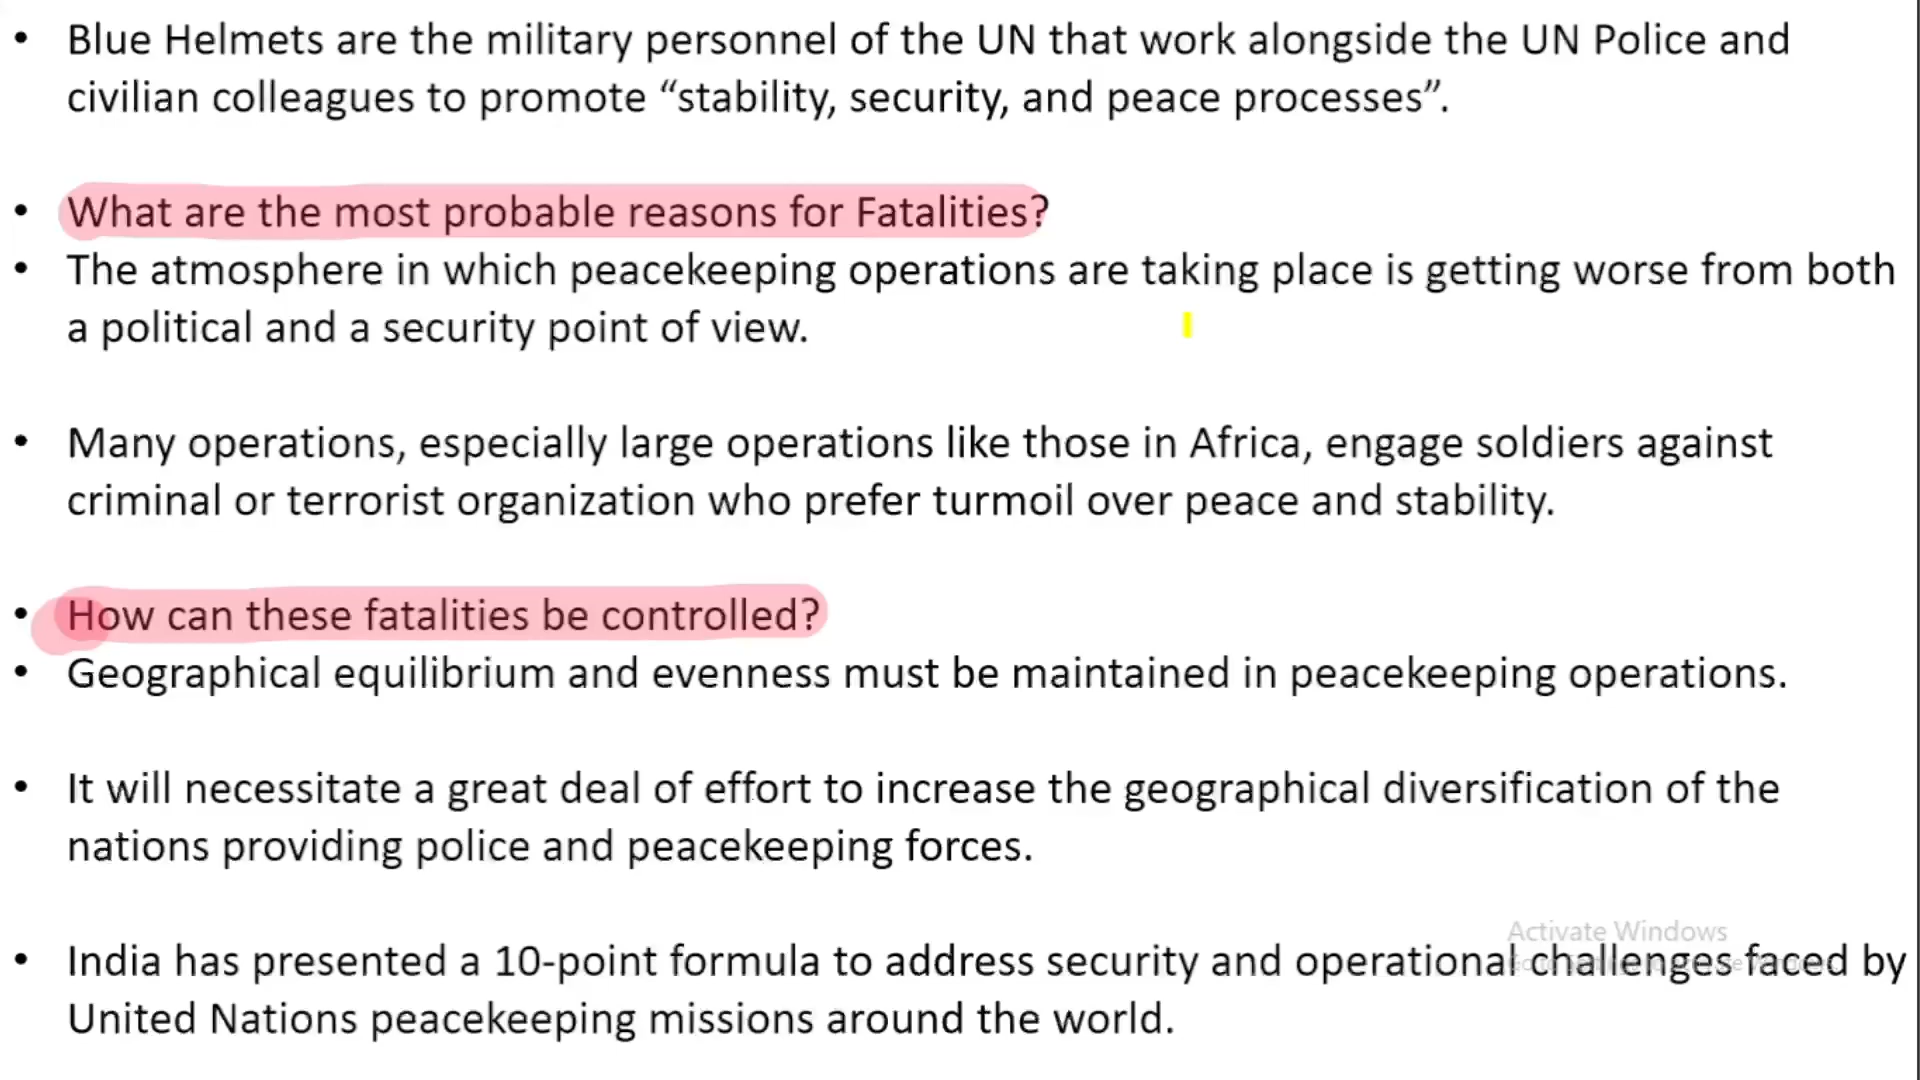 • Blue Helmets are the military personnel of the UN that work alongside the UN Police and
civilian colleagues to promote “stability, security, and peace processes”.
• What are the most probable reasons for Fatalities?
• The atmosphere in which peacekeeping operations are taking place is getting worse from both
a political and a security point of view.
• Many operations, especially large operations like those in Africa, engage soldiers against
criminal or terrorist organization who prefer turmoil over peace and stability.
• How can these fatalities be controlled?
• Geographical equilibrium and evenness must be maintained in peacekeeping operations.
• It will necessitate a great deal of effort to increase the geographical diversification of the
nations providing police and peacekeeping forces.
Activate Windows
• India has presented a 10-point formula to address security and operational challenges faced by
United Nations peacekeeping missions around the world.